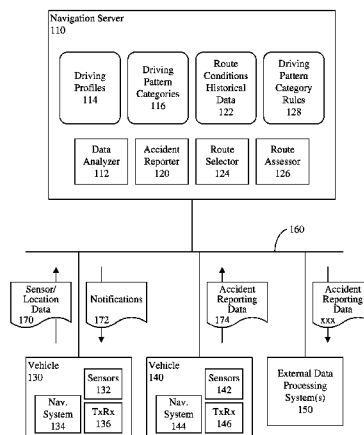 Navigation Server
110
Driving
Profiles
114
Driving
Pattern
Categories
116
Route
Conditions
Historical
Data
122
Driving
Pattern
Category
Rules
128
Data
Analyzer
112
Accident
Reporter
120
Route
Selector
124
Route
Assessor
126
160
Sensor/
Location
Data
170
Notifications
172
Accident
Reporting
Data
174
Accident
Reporting
Data
xxx
Vehicle
130
Sensors
132
Nav.
System
134
TxRx
136
Vehicle
140
Sensors
142
Nav.
System
144
TxRx
146
External Data
Processing
System(s)
150